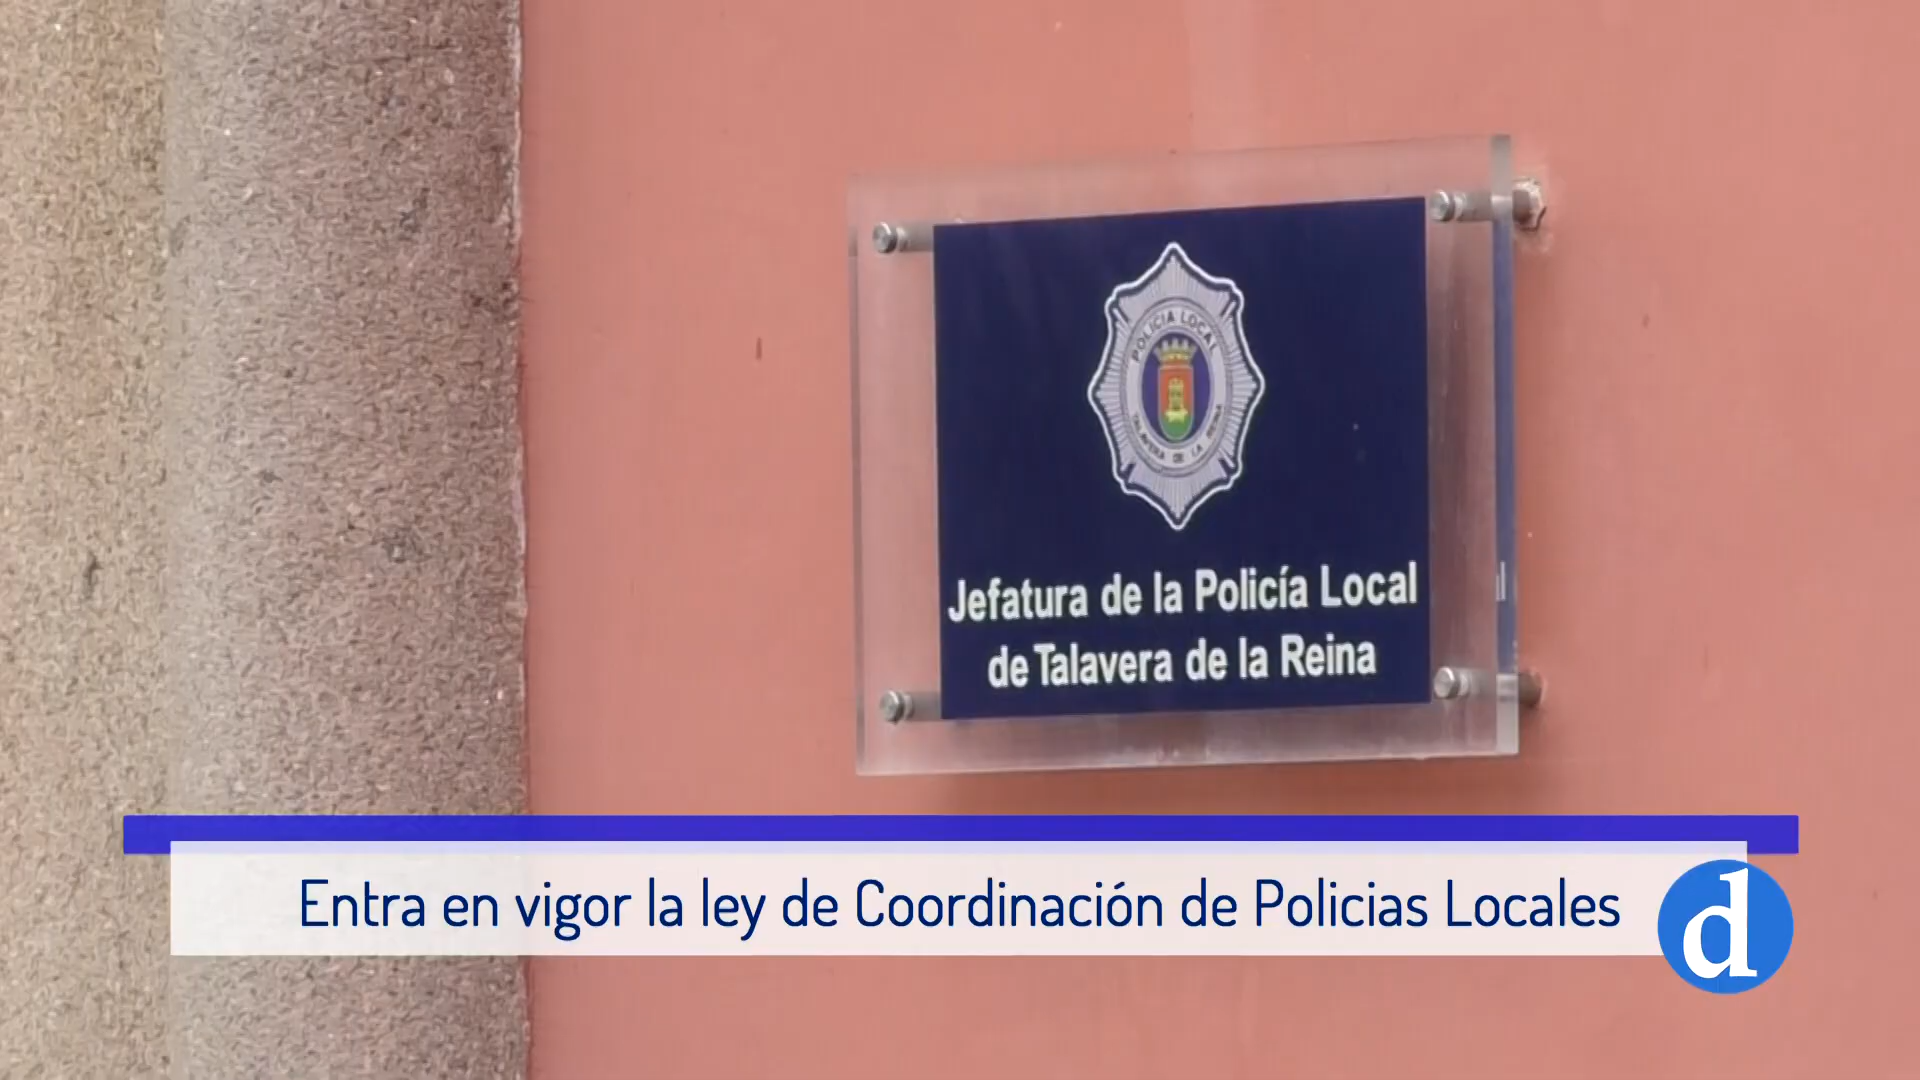 POLICIA LOCAL
TALAVERA DE LA REINA
Jefatura de la Policía Local
de Talavera de la Reina
Entra en vigor la ley de Coordinación de Policias Locales
d